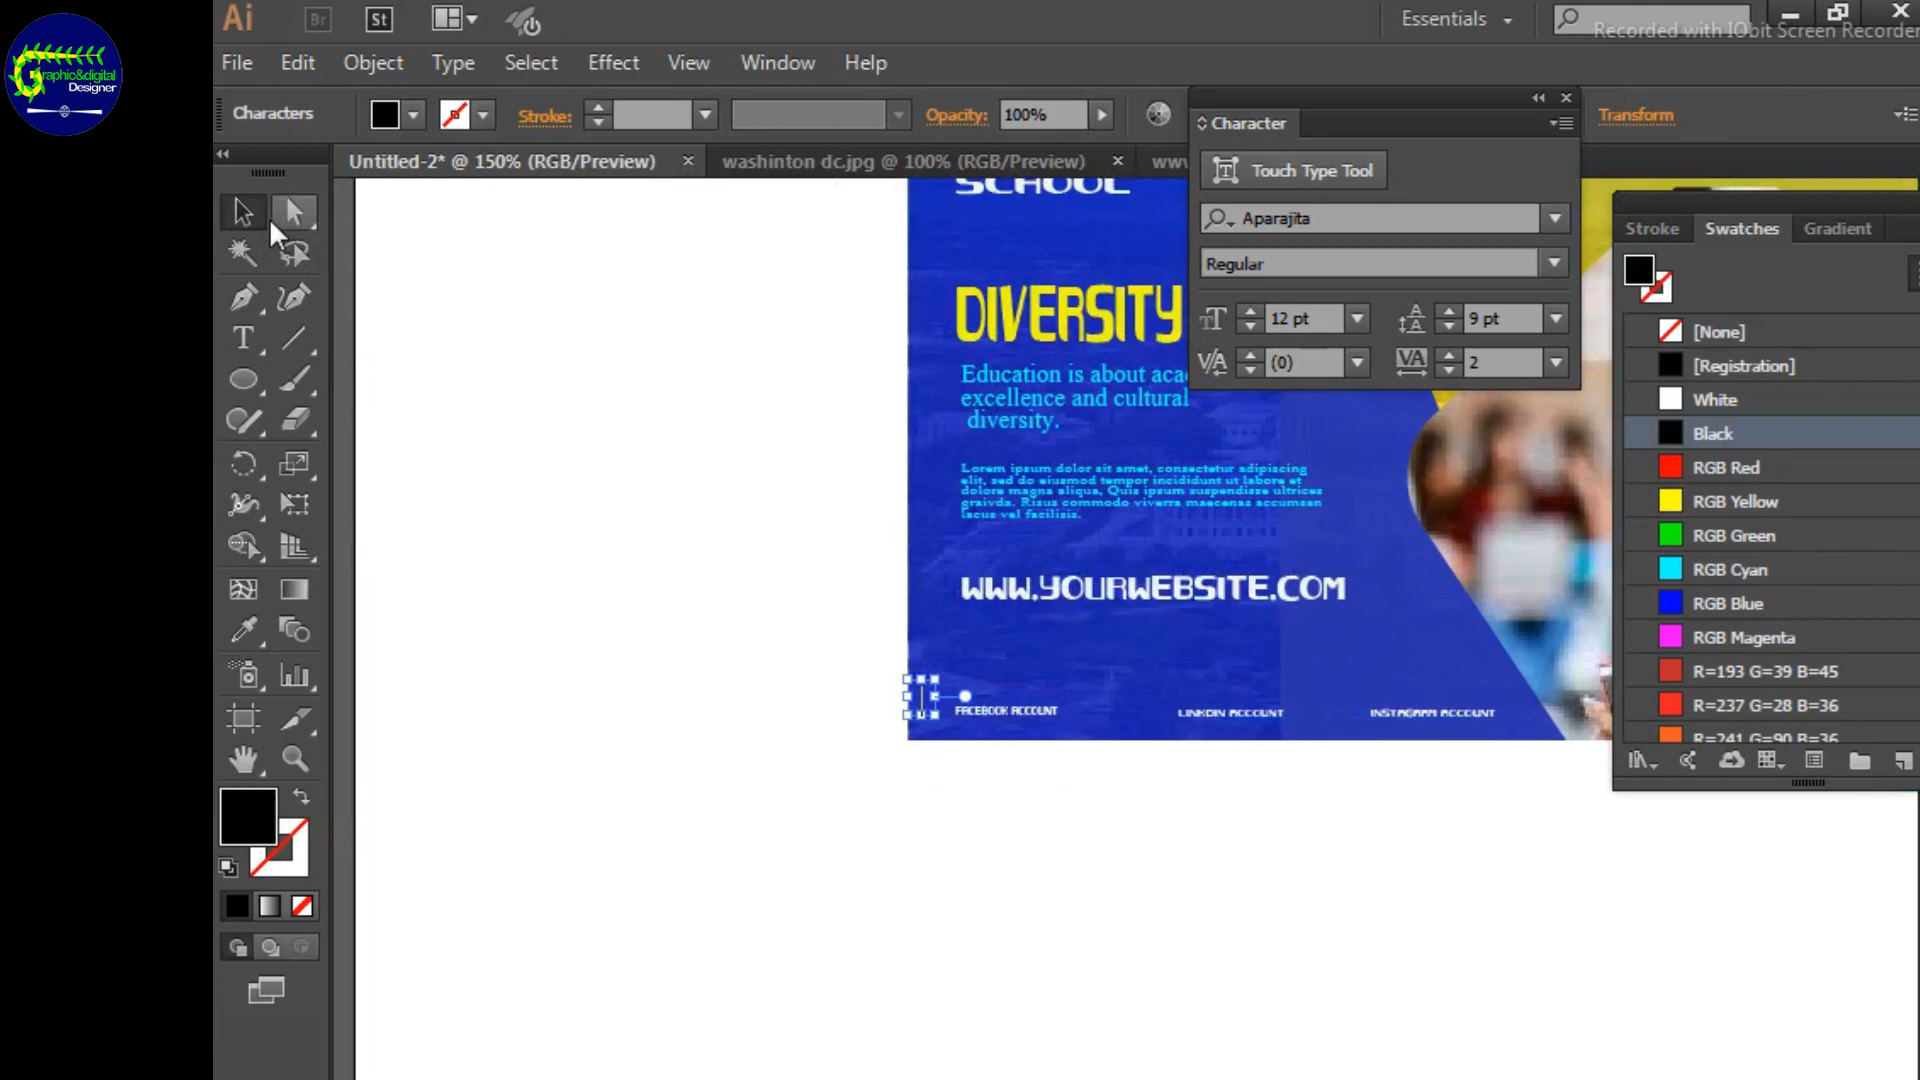 Graphic&digital
Designer
Ai
Br
St
Essentials
Recorded with IObit Screen Recorder
File
Edit
Object
Type
Select
Effect
View
Window
Help
Characters
Stroke:
Opacity:
100%
Transform
Untitled-2* @ 150% (RGB/Preview)
washinton dc.jpg @ 100% (RGB/Preview)
www
Character
Touch Type Tool
Aparajita
Regular
12 pt
9 pt
(0)
2
Stroke
Swatches
Gradient
[None]
[Registration]
White
Black
RGB Red
RGB Yellow
RGB Green
RGB Cyan
RGB Blue
RGB Magenta
R=193 G=39 B=45
R=237 G=28 B=36
R=241 G=90 B=36
SCHOOL
DIVERSITY
Education is about aca
excellence and cultural
diversity.
Lorem ipsum dolor sit amet, consectetur adipiscing
elit, sed do eiusmod tempor incididunt ut labore et
dolore magna aliqua, Quis ipsum suspendisse ultrices
graivda. Risus commodo viverra maecenas accumsan
lacus vel facilisis.
WWW.YOURWEBSITE.COM
FACEBOOK ACCOUNT
LINKDIN ACCOUNT
INSTAGRAM ACCOUNT